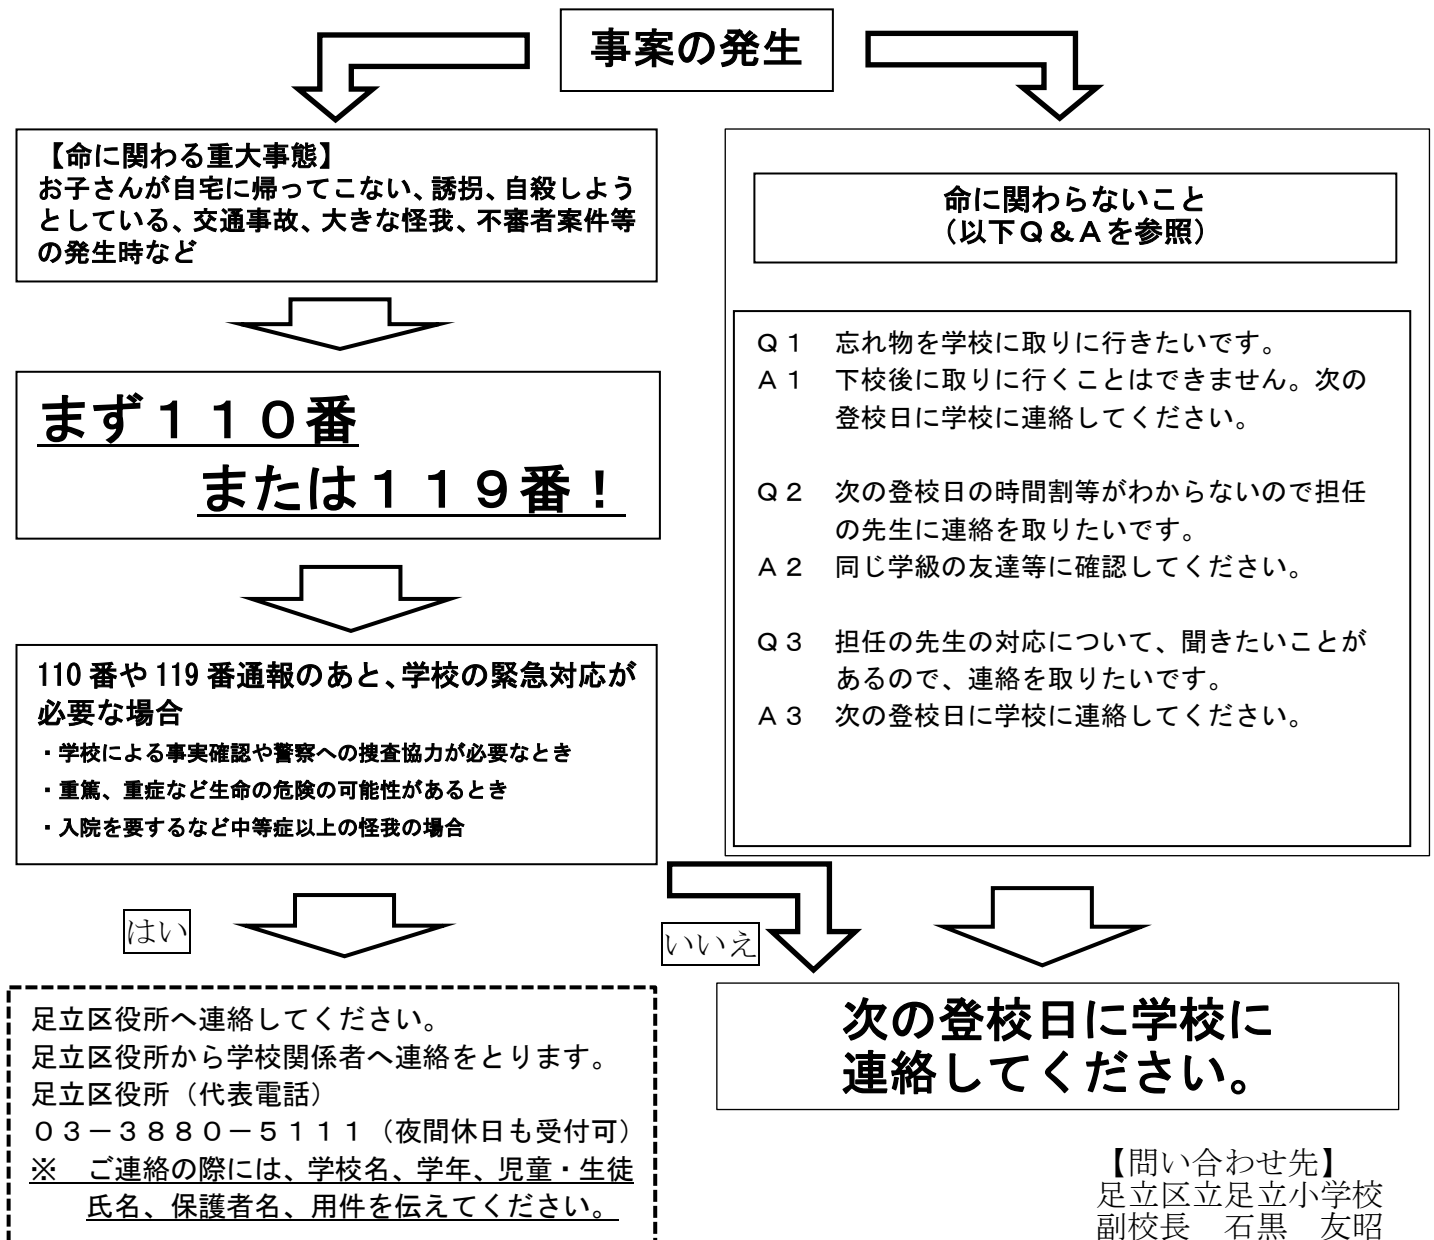 事案の発生
【命に関わる重大事態】
お子さんが自宅に帰ってこない、誘拐、自殺しよう
としている、交通事故、大きな怪我、不審者案件等
の発生時など
まず１１０番
または１１９番！
110 番や 119 番通報のあと、学校の緊急対応が
必要な場合
・学校による事実確認や警察への捜査協力が必要なとき
・重篤、重症など生命の危険の可能性があるとき
・入院を要するなど中等症以上の怪我の場合
はい
いいえ
足立区役所へ連絡してください。
足立区役所から学校関係者へ連絡をとります。
足立区役所（代表電話）
０３－３８８０－５１１１（夜間休日も受付可）
※　ご連絡の際には、学校名、学年、児童・生徒
氏名、保護者名、用件を伝えてください。
命に関わらないこと
（以下Ｑ＆Ａを参照）
Ｑ１　忘れ物を学校に取りに行きたいです。
Ａ１　下校後に取りに行くことはできません。次の
登校日に学校に連絡してください。
Ｑ２　次の登校日の時間割等がわからないので担任
の先生に連絡を取りたいです。
Ａ２　同じ学級の友達等に確認してください。
Ｑ３　担任の先生の対応について、聞きたいことが
あるので、連絡を取りたいです。
Ａ３　次の登校日に学校に連絡してください。
次の登校日に学校に
連絡してください。
【問い合わせ先】
足立区立足立小学校
副校長　石黒　友昭